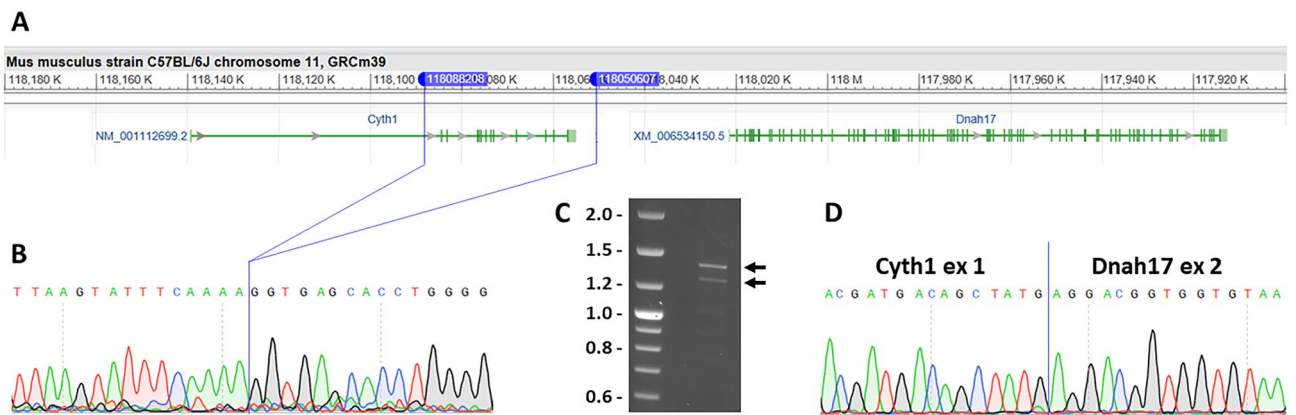 A
Mus musculus strain C57BL/6J chromosome 11, GRCm39
118,180 K 118,160 K 118,140 K 118,120 K 118,100 118088208 080 K 118,06 118050607 040 K 118,020 K 118 M 117,980 K 117,960 K 117,940 K 117,920 K
Cyth1 Dnah17
NM_001112699.2 XM_006534150.5
B
T T A A G T A T T T C A A A A G G T G A G C A C C T G G G G
C
2.0 -
1.5 -
1.2 -
1.0 -
0.8 -
0.6 -
D
Cyth1 ex 1 Dnah17 ex 2
A C G A T G A C A G C T A T G A G G A C G G T G G T G T A A